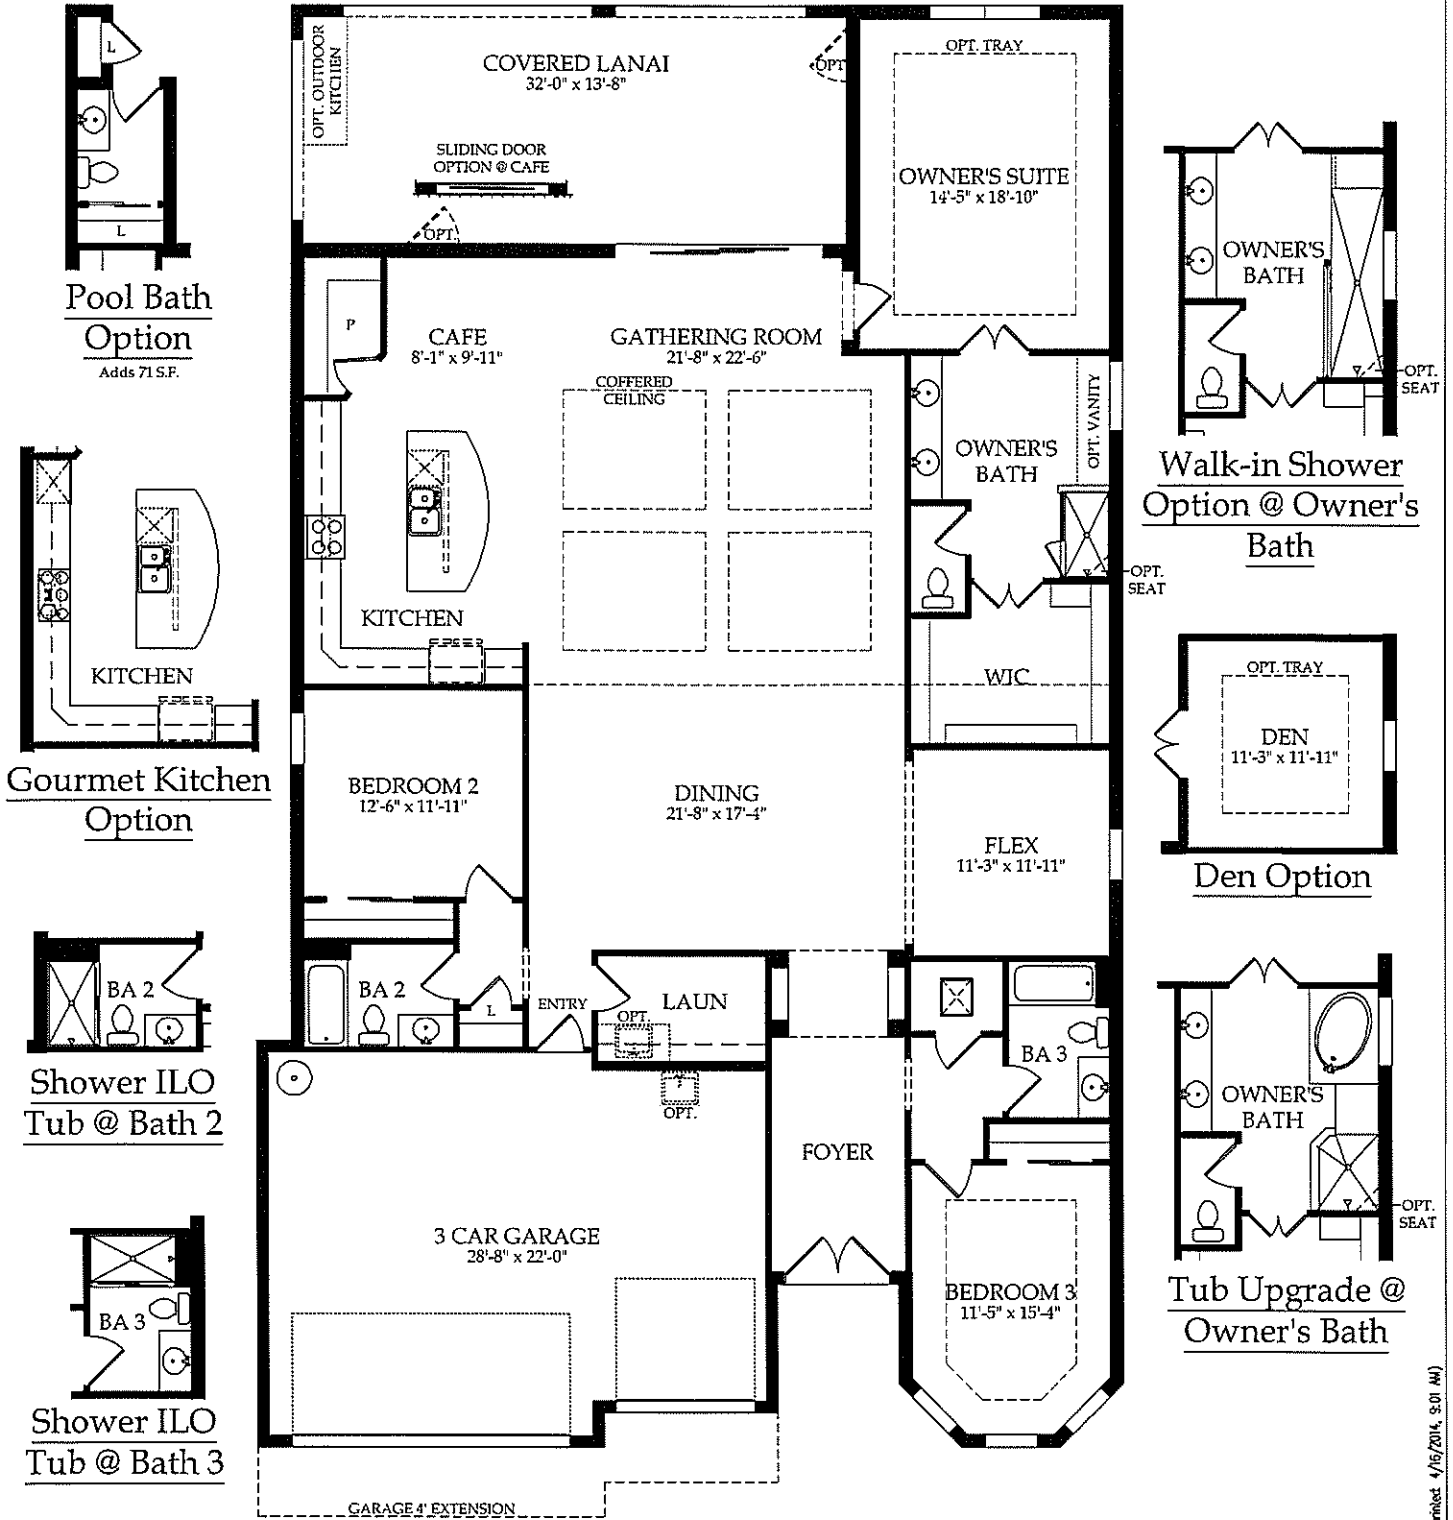 L
L
Pool Bath
Option
Adds 71 S.F.
KITCHEN
Gourmet Kitchen
Option
BA 2
Shower ILO
Tub @ Bath 2
BA 3
Shower ILO
Tub @ Bath 3
OPT. OUTDOOR
KITCHEN
COVERED LANAI
32'-0" x 13'-8"
OPT.
SLIDING DOOR
OPTION @ CAFE
OPT.
OPT. TRAY
OWNER'S SUITE
14'-5" x 18'-10"
P
CAFE
8'-1" x 9'-11"
GATHERING ROOM
21'-8" x 22'-6"
COFFERED
CEILING
KITCHEN
OWNER'S
BATH
OPT. VANITY
OPT.
SEAT
WIC
BEDROOM 2
12'-6" x 11'-11"
DINING
21'-8" x 17'-4"
FLEX
11'-3" x 11'-11"
BA 2
L
ENTRY
LAUN
OPT.
OPT.
BA 3
FOYER
3 CAR GARAGE
28'-8" x 22'-0"
BEDROOM 3
11'-5" x 15'-4"
GARAGE 4' EXTENSION
OWNER'S
BATH
OPT.
SEAT
Walk-in Shower
Option @ Owner's
Bath
OPT. TRAY
DEN
11'-3" x 11'-11"
Den Option
OWNER'S
BATH
OPT.
SEAT
Tub Upgrade @
Owner's Bath
rinted: 4/16/2014, 9:01 AM)